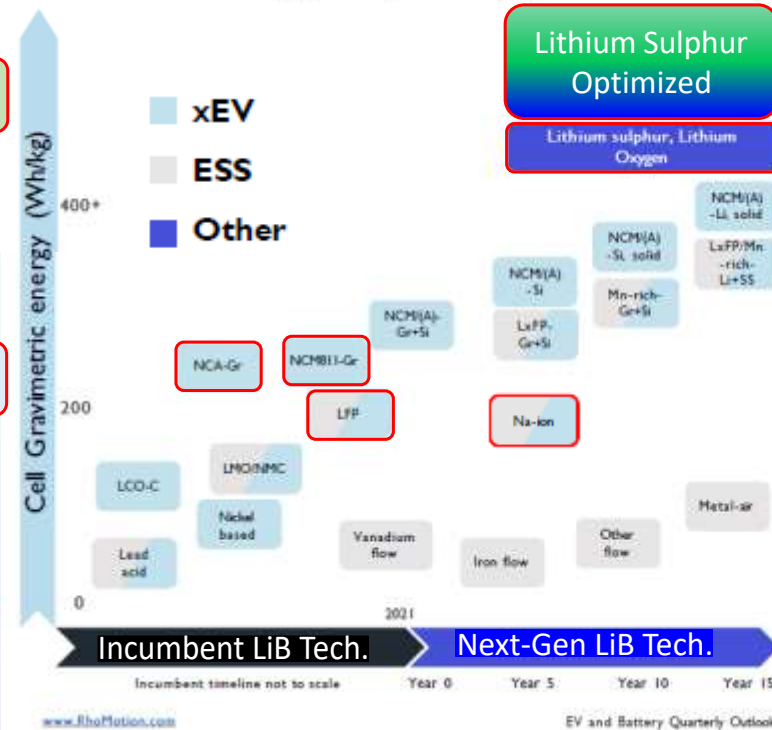 Lithium Sulphur
Optimized
Lithium sulphur, Lithium
Oxygen
xEV
ESS
Other
Cell Gravimetric energy (Wh/kg)
400+
200
0
NCM/(A)
-Li, solid
NCM/(A)
-Si, solid
LxFP/Mn
-rich-
Li+SS
NCM/(A)
-Si
Mn-rich-
Gr+Si
NCM/(A)-
Gr+Si
LxFP-
Gr+Si
NCA-Gr
NCM811-Gr
LFP
Na-ion
LCO-C
LMO/NMC
Nickel
based
Metal-air
Lead
acid
Vanadium
flow
Iron flow
Other
flow
2021
Incumbent LiB Tech.
Next-Gen LiB Tech.
Incumbent timeline not to scale
Year 0
Year 5
Year 10
Year 15
www.RhoMotion.com
EV and Battery Quarterly Outlook